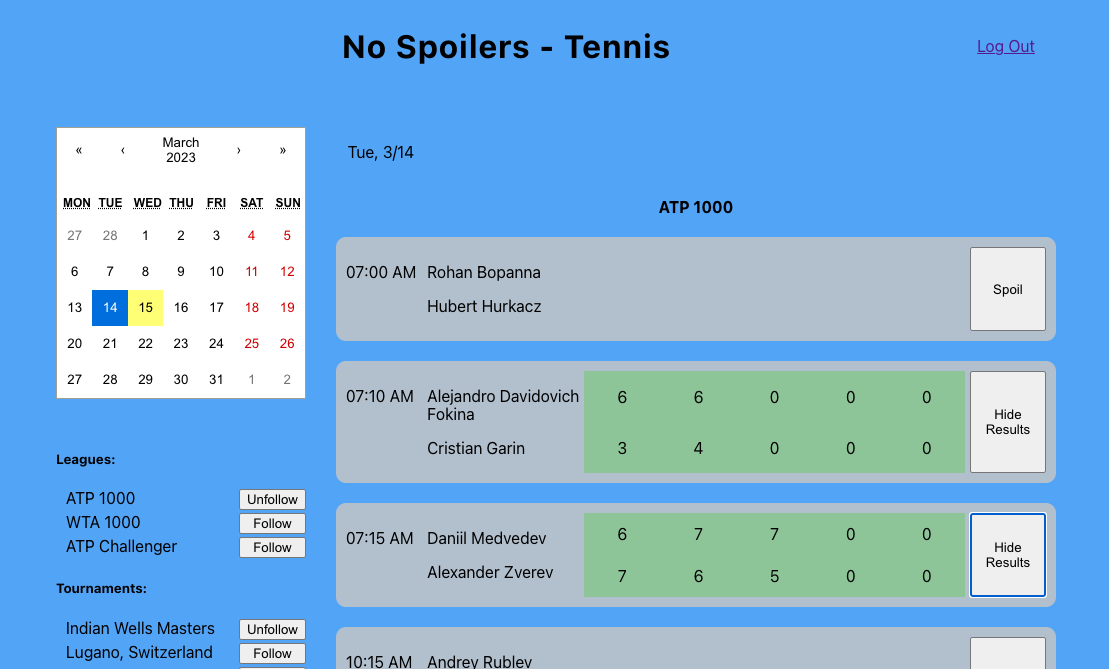 No Spoilers - Tennis
Log Out
« ‹ March 2023 › »
MON TUE WED THU FRI SAT SUN
27 28 1 2 3 4 5
6 7 8 9 10 11 12
13 14 15 16 17 18 19
20 21 22 23 24 25 26
27 28 29 30 31 1 2
Leagues:
ATP 1000 Unfollow
WTA 1000 Follow
ATP Challenger Follow
Tournaments:
Indian Wells Masters Unfollow
Lugano, Switzerland Follow
Tue, 3/14
ATP 1000
07:00 AM Rohan Bopanna
Hubert Hurkacz
Spoil
07:10 AM Alejandro Davidovich Fokina 6 6 0 0 0
Cristian Garin 3 4 0 0 0
Hide Results
07:15 AM Daniil Medvedev 6 7 7 0 0
Alexander Zverev 7 6 5 0 0
Hide Results
10:15 AM Andrey Rublev